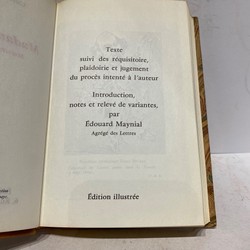 Texte
suivi des réquisitoire,
plaidoirie et jugement
du procès intenté à l'auteur
Introduction,
notes et relevé de variantes,
par
Édouard Maynial
Agrégé des Lettres
Édition illustrée